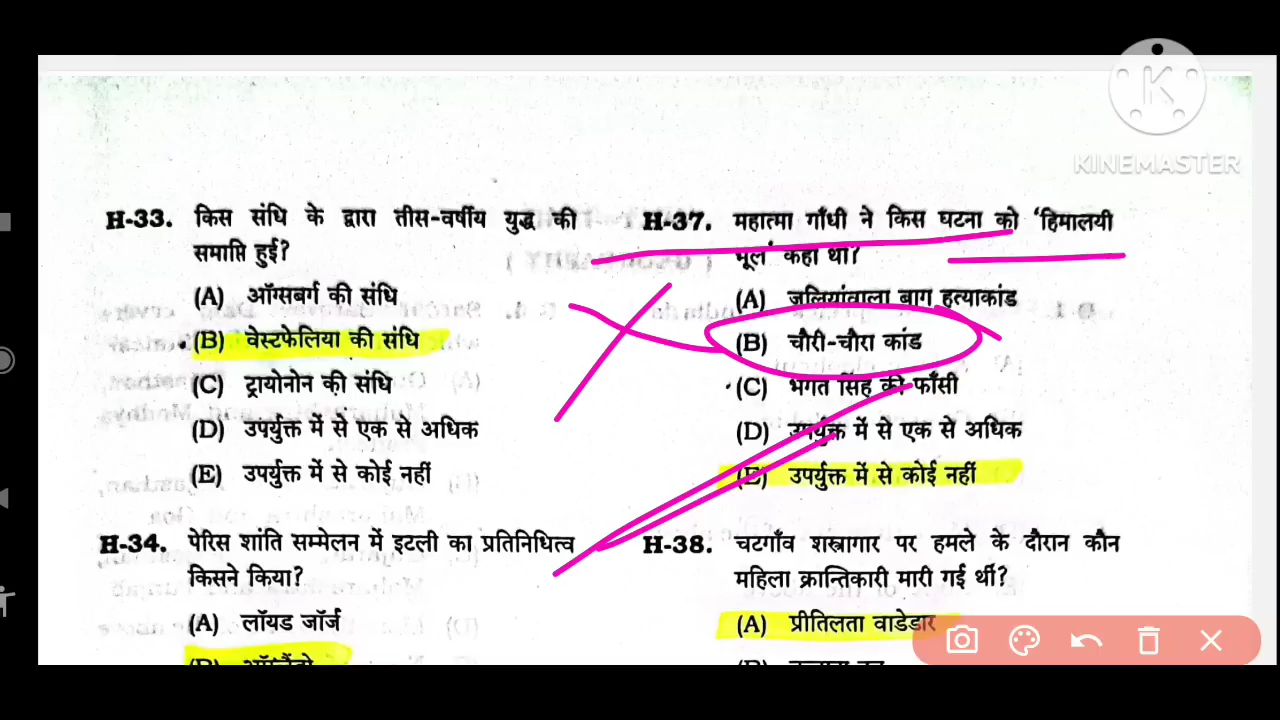 KINEMASTER
H-33. किस संधि के द्वारा तीस-वर्षीय युद्ध की
समाप्ति हुई?
(A) ऑग्सबर्ग की संधि
(B) वेस्टफेलिया की संधि
(C) ट्रायोनोन की संधि
(D) उपर्युक्त में से एक से अधिक
(E) उपर्युक्त में से कोई नहीं
H-34. पेरिस शांति सम्मेलन में इटली का प्रतिनिधित्व
किसने किया?
(A) लॉयड जॉर्ज
H-37. महात्मा गाँधी ने किस घटना को 'हिमालयी
भूल' कहा था?
(A) जलियांवाला बाग हत्याकांड
(B) चौरी-चौरा कांड
(C) भगत सिंह की फाँसी
(D) उपर्युक्त में से एक से अधिक
(E) उपर्युक्त में से कोई नहीं
H-38. चटगाँव शस्त्रागार पर हमले के दौरान कौन
महिला क्रान्तिकारी मारी गई थीं?
(A) प्रीतिलता वाडेडार